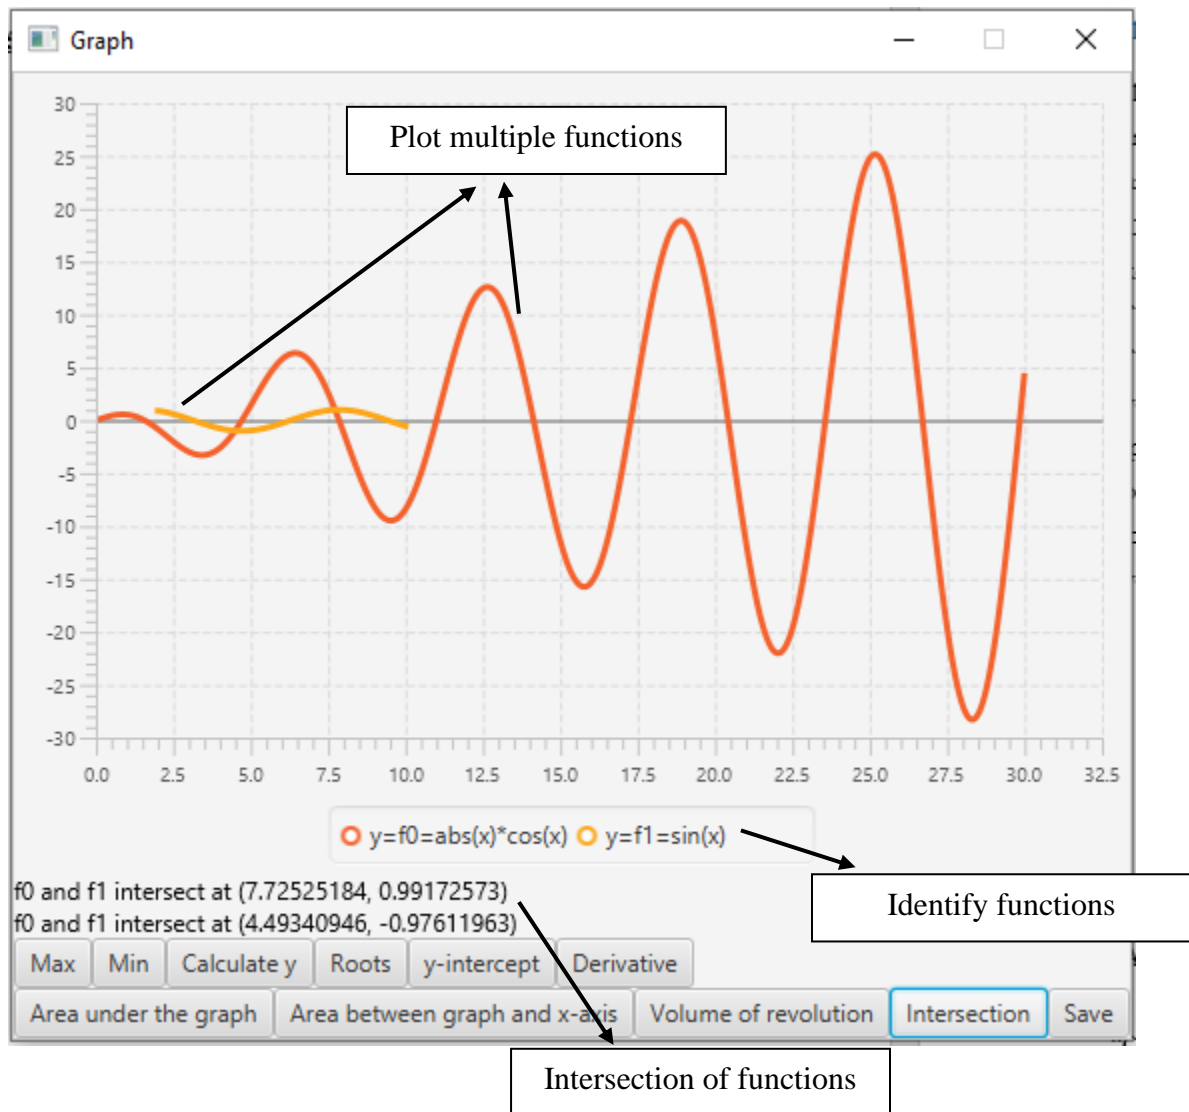 Graph
Plot multiple functions
30
25
20
15
10
5
0
-5
-10
-15
-20
-25
-30
0.0 2.5 5.0 7.5 10.0 12.5 15.0 17.5 20.0 22.5 25.0 27.5 30.0 32.5
y=f0=abs(x)*cos(x) y=f1=sin(x)
f0 and f1 intersect at (7.72525184, 0.99172573)
Identify functions
f0 and f1 intersect at (4.49340946, -0.97611963)
Max Min Calculate y Roots y-intercept Derivative
Area under the graph Area between graph and x-axis Volume of revolution Intersection Save
Intersection of functions